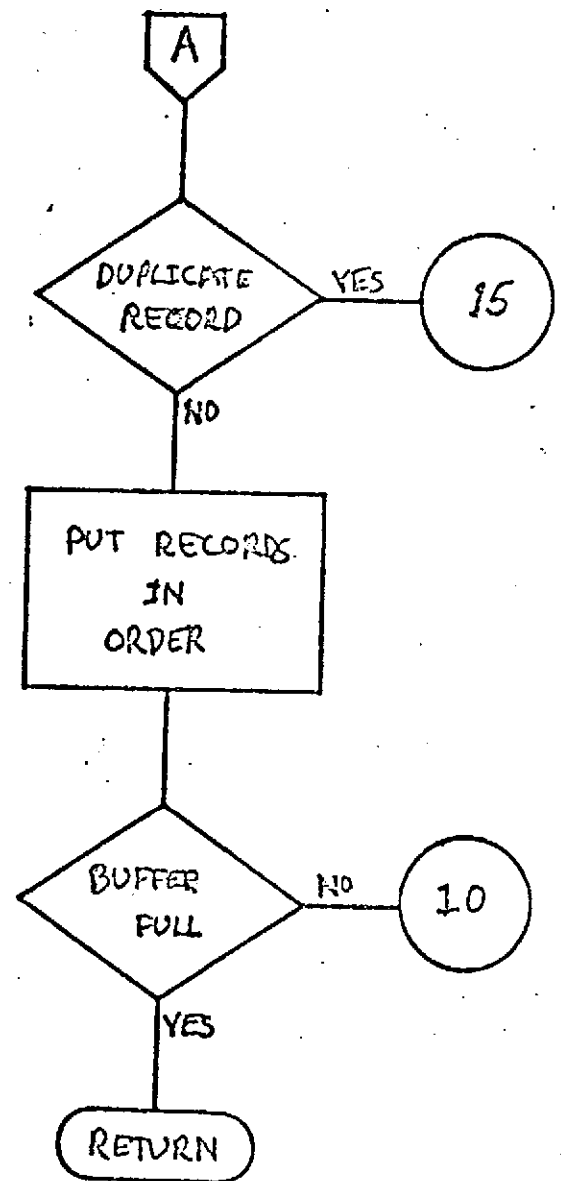 A
DUPLICATE
RECORD
YES
15
NO
PUT RECORDS
IN
ORDER
BUFFER
FULL
NO
10
YES
RETURN